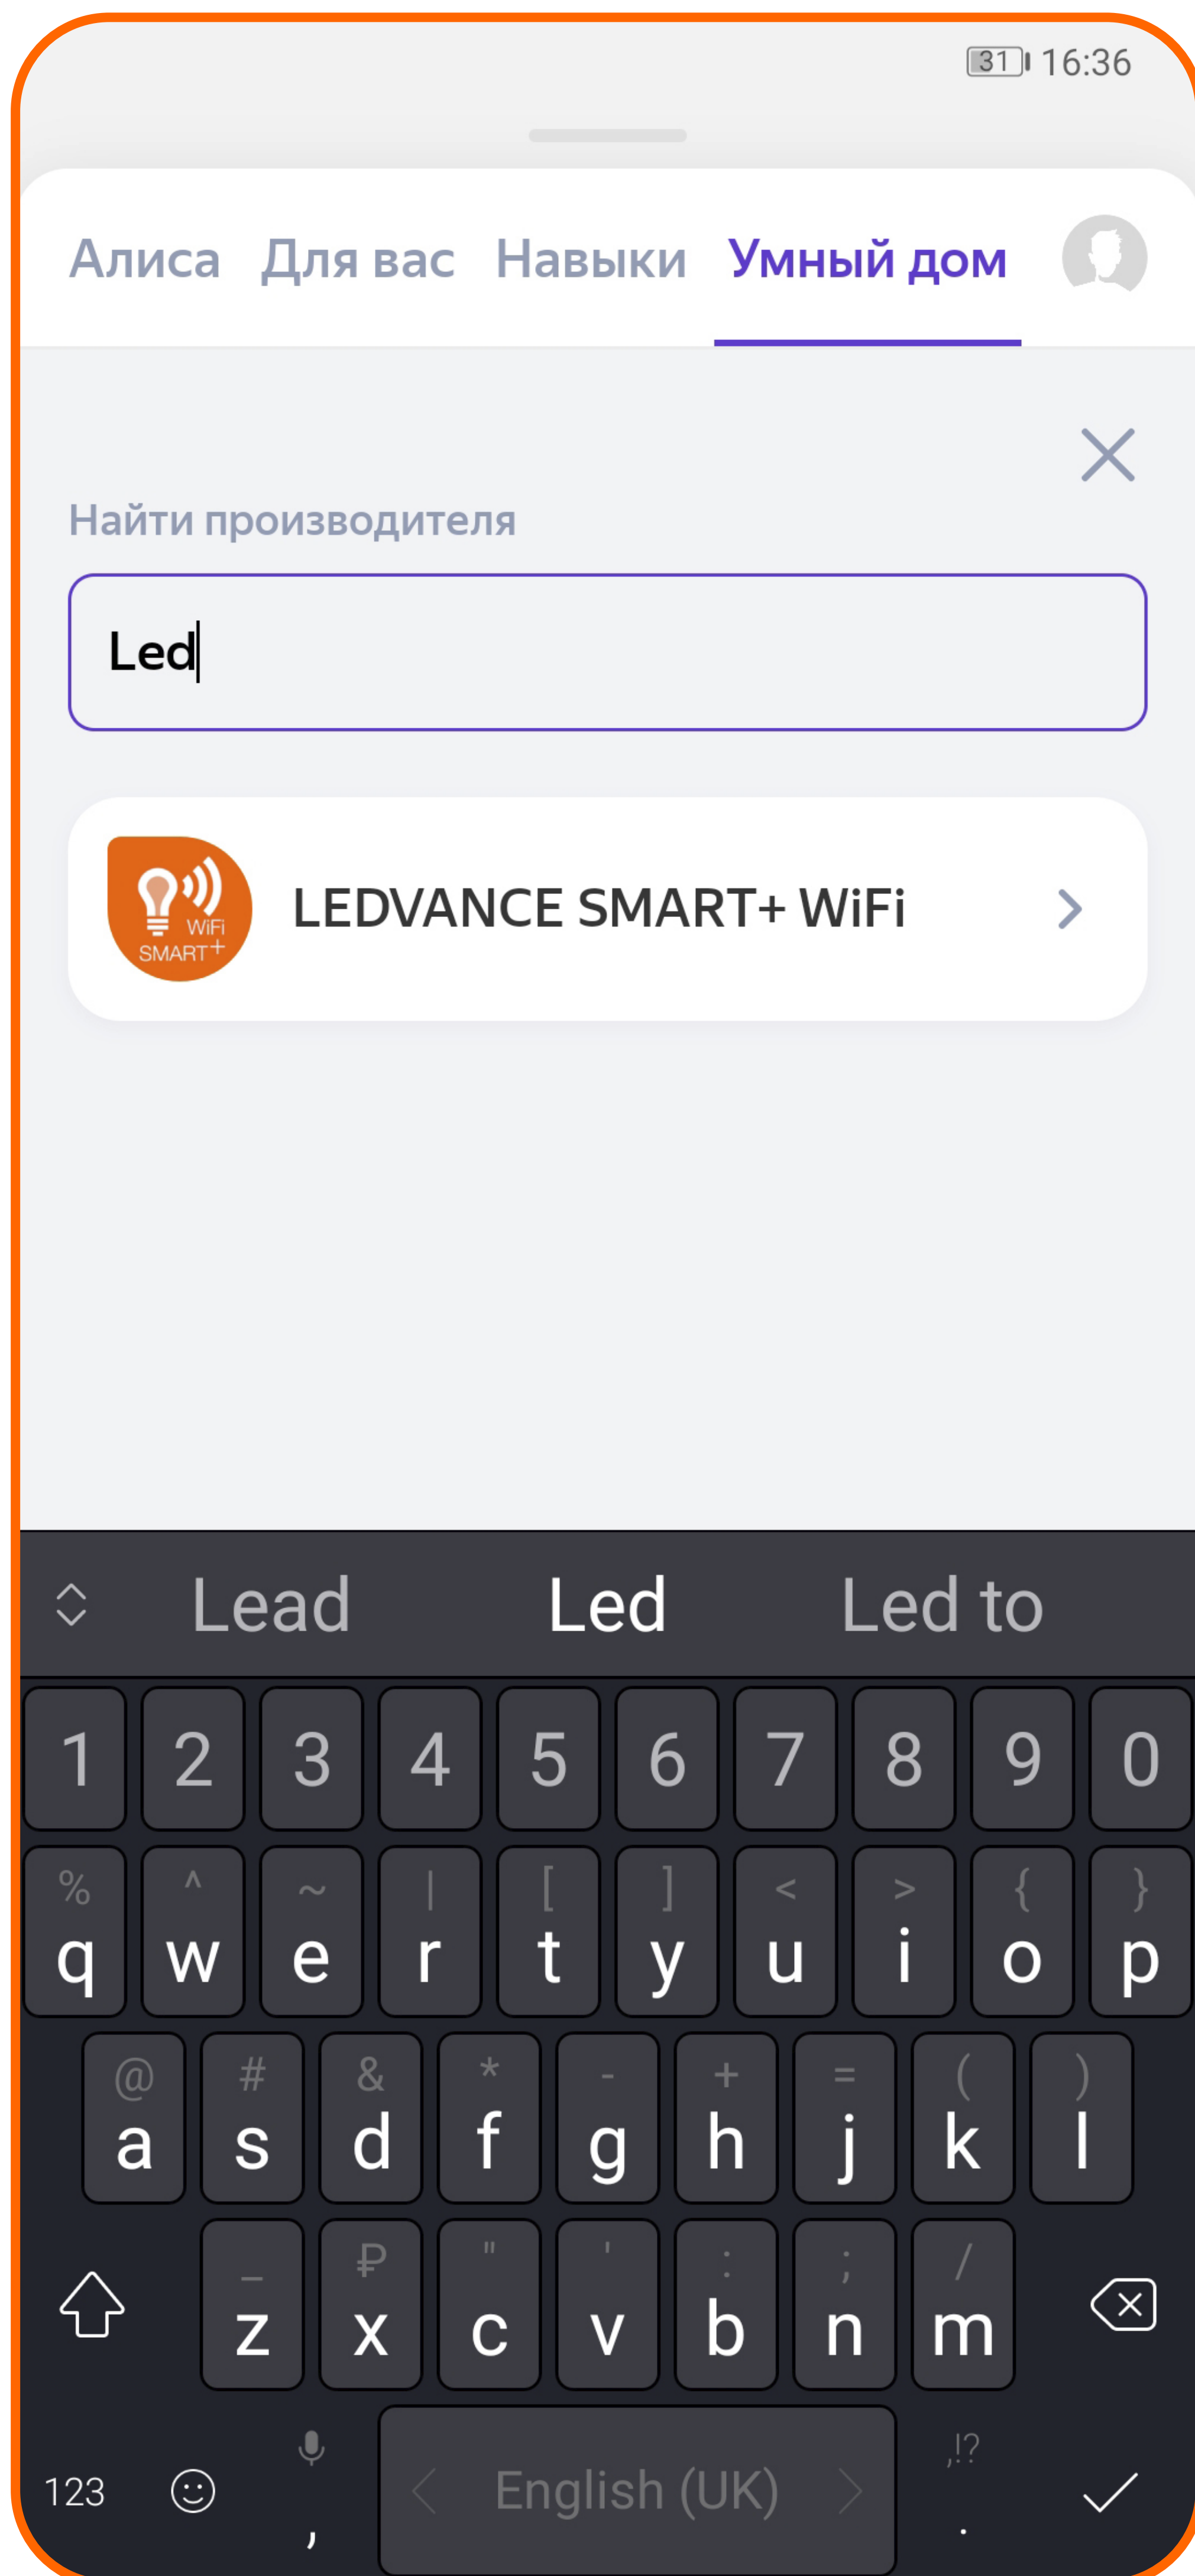 31 16:36
Алиса Для вас Навыки Умный дом
Найти производителя
Led
WiFi
SMART+
LEDVANCE SMART+ WiFi
Lead Led Led to
1 2 3 4 5 6 7 8 9 0
% ^ ~ | [ ] < > { }
q w e r t y u i o p
@ # & * - + = ( )
a s d f g h j k l
_ ₽ " ' : ; /
z x c v b n m
,!?
123 , English (UK) .